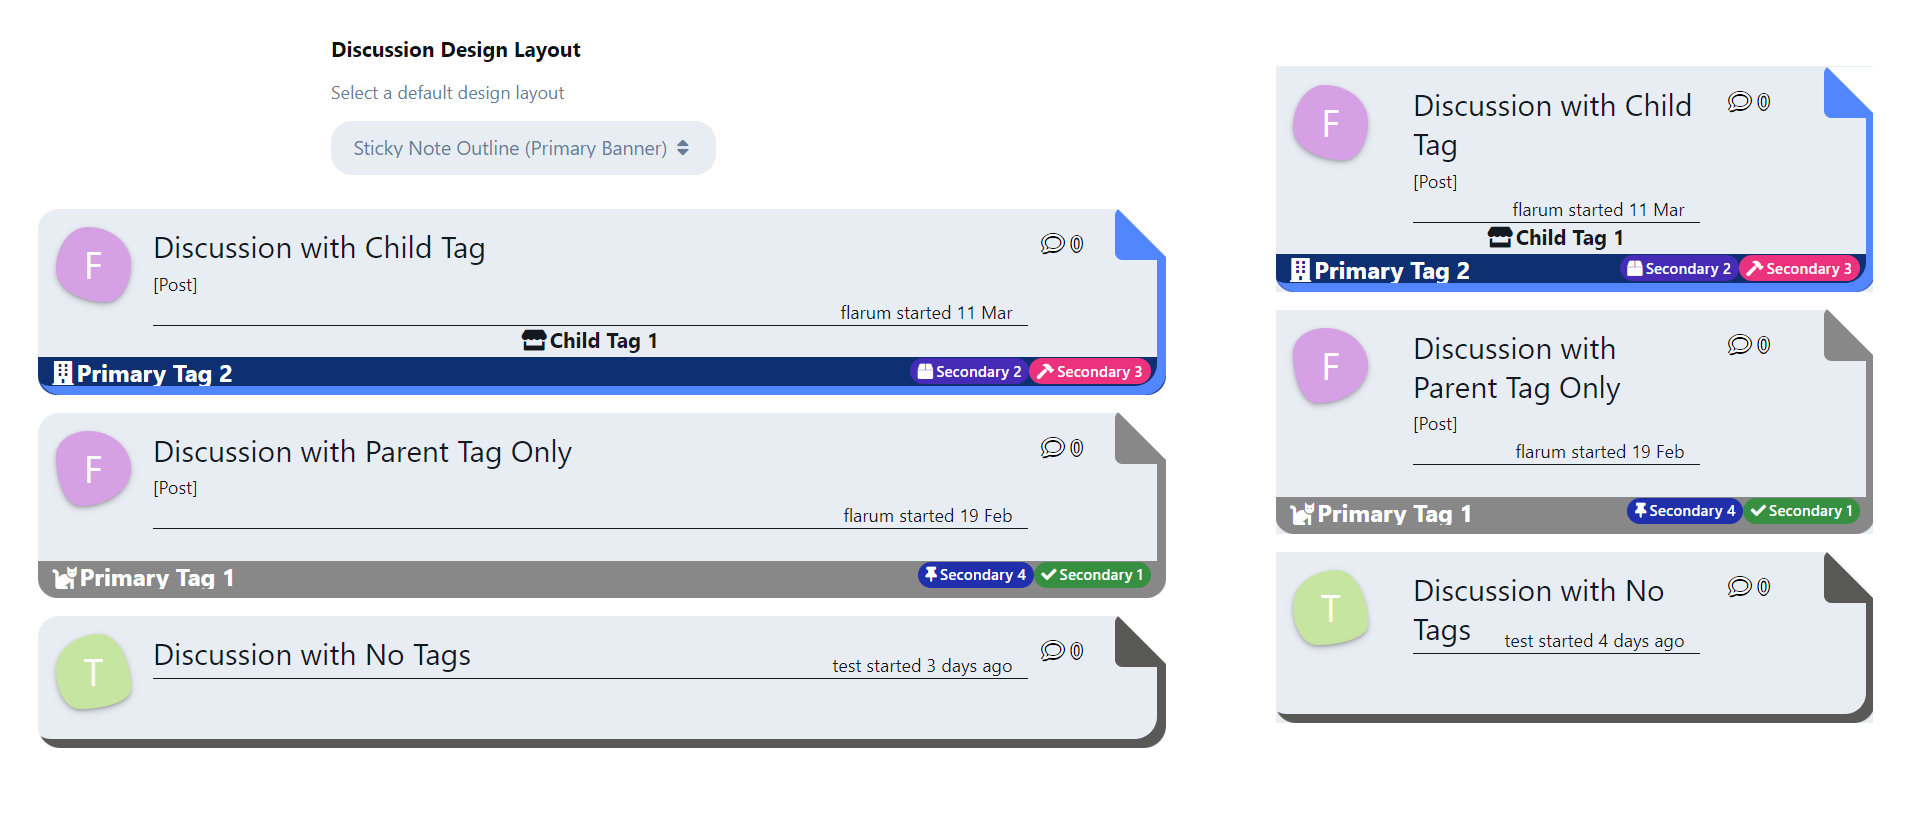 Discussion Design Layout
Select a default design layout
Sticky Note Outline (Primary Banner)
F
Discussion with Child Tag
0
[Post]
flarum started 11 Mar
Child Tag 1
Primary Tag 2
Secondary 2
Secondary 3
F
Discussion with Parent Tag Only
0
[Post]
flarum started 19 Feb
Primary Tag 1
Secondary 4
Secondary 1
T
Discussion with No Tags
0
test started 3 days ago
F
Discussion with Child
Tag
0
[Post]
flarum started 11 Mar
Child Tag 1
Primary Tag 2
Secondary 2
Secondary 3
F
Discussion with
Parent Tag Only
0
[Post]
flarum started 19 Feb
Primary Tag 1
Secondary 4
Secondary 1
T
Discussion with No
Tags
0
test started 4 days ago